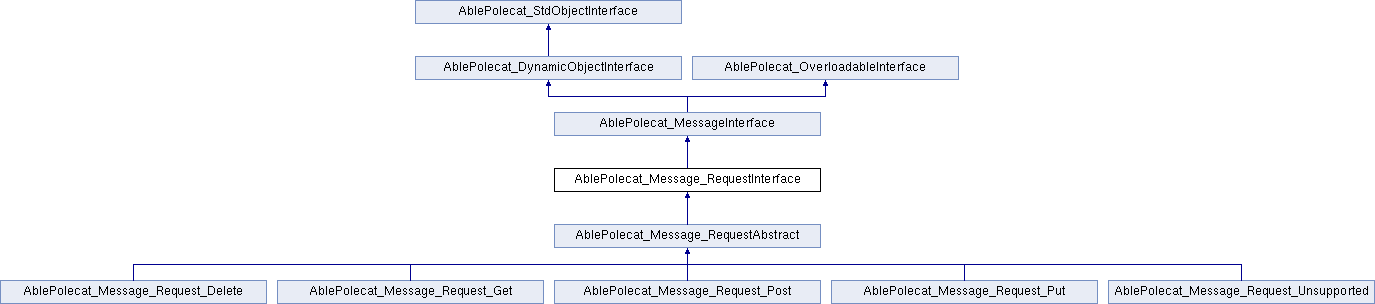 AblePolecat_StdObjectInterface
AblePolecat_DynamicObjectInterface
AblePolecat_OverloadableInterface
AblePolecat_MessageInterface
AblePolecat_Message_RequestInterface
AblePolecat_Message_RequestAbstract
AblePolecat_Message_Request_Delete
AblePolecat_Message_Request_Get
AblePolecat_Message_Request_Post
AblePolecat_Message_Request_Put
AblePolecat_Message_Request_Unsupported